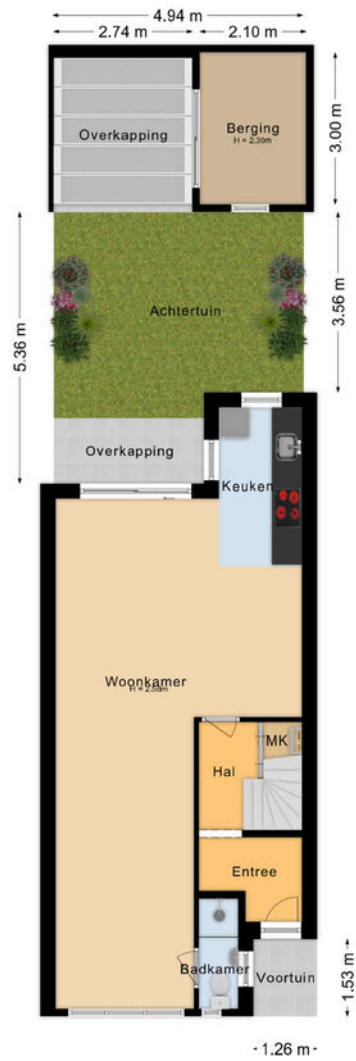 4.94 m
2.74 m 2.10 m
Overkapping
Berging
H = 2.30m
3.00 m
Achtertuin
3.56 m
5.36 m
Overkapping
Keuken
Woonkamer
H = 2.58m
MK
Hal
Entree
Badkamer
Voortuin
1.53 m
1.26 m